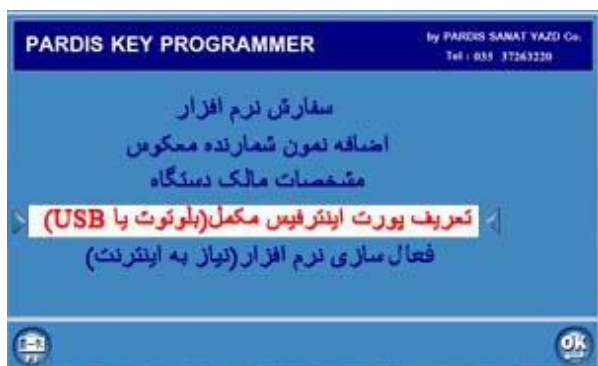 PARDIS KEY PROGRAMMER
by PARDIS SANAT YAZD Co.
Tel : 035 37263220
سفارش نرم افزار
اضافه نمون شمارنده معکوس
مشخصات مالک دستگاه
تعریف پورت اینترفیس مکمل(بلوتوث یا USB)
فعال سازی نرم افزار(نیاز به اینترنت)
Ok